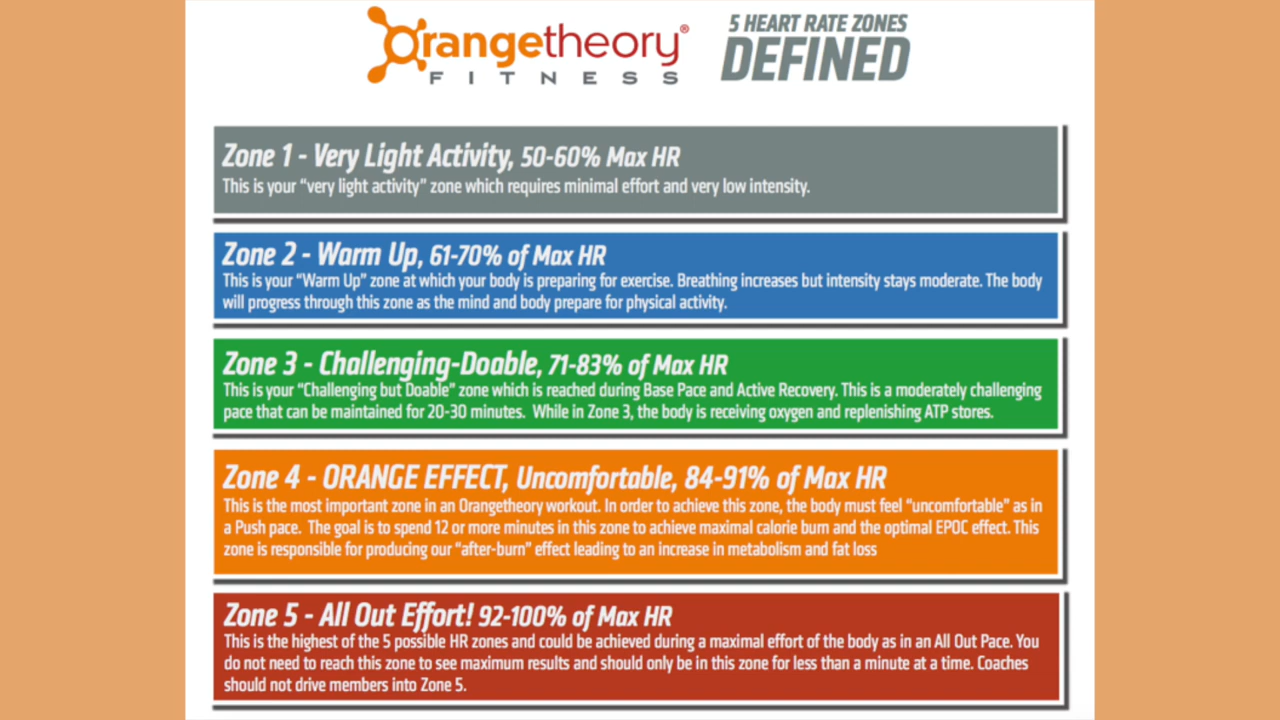 Orangetheory®
FITNESS
5 HEART RATE ZONES
DEFINED
Zone 1 - Very Light Activity, 50-60% Max HR
This is your “very light activity” zone which requires minimal effort and very low intensity.
Zone 2 - Warm Up, 61-70% of Max HR
This is your “Warm Up” zone at which your body is preparing for exercise. Breathing increases but intensity stays moderate. The body
will progress through this zone as the mind and body prepare for physical activity.
Zone 3 - Challenging-Doable, 71-83% of Max HR
This is your “Challenging but Doable” zone which is reached during Base Pace and Active Recovery. This is a moderately challenging
pace that can be maintained for 20-30 minutes. While in Zone 3, the body is receiving oxygen and replenishing ATP stores.
Zone 4 - ORANGE EFFECT, Uncomfortable, 84-91% of Max HR
This is the most important zone in an Orangetheory workout. In order to achieve this zone, the body must feel “uncomfortable” as in
a Push pace. The goal is to spend 12 or more minutes in this zone to achieve maximal calorie burn and the optimal EPOC effect. This
zone is responsible for producing our “after-burn” effect leading to an increase in metabolism and fat loss
Zone 5 - All Out Effort! 92-100% of Max HR
This is the highest of the 5 possible HR zones and could be achieved during a maximal effort of the body as in an All Out Pace. You
do not need to reach this zone to see maximum results and should only be in this zone for less than a minute at a time. Coaches
should not drive members into Zone 5.